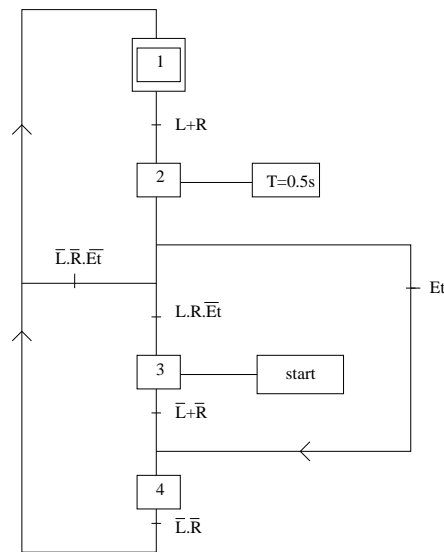 1
L+R
2
T=0.5s
L̅.R̅.E̅t̅
Et
L.R.E̅t̅
3
start
L̅+R̅
4
L̅.R̅